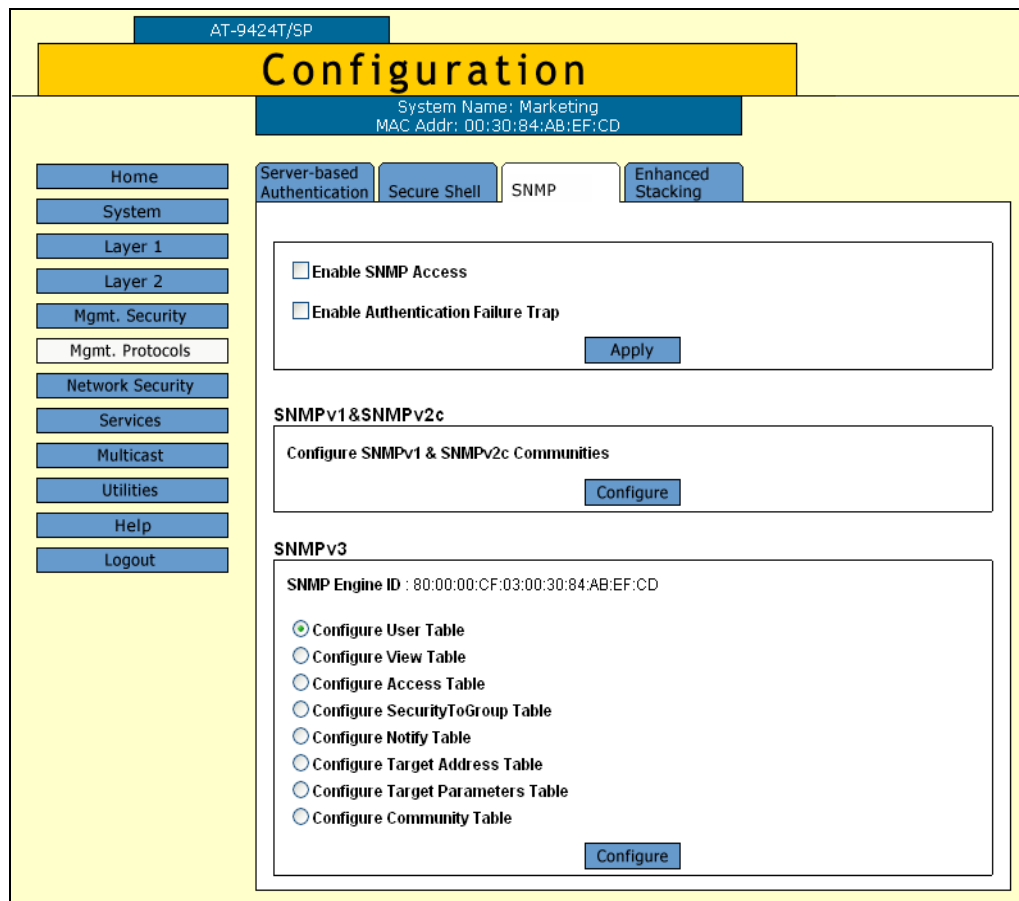 AT-9424T/SP
Configuration
System Name: Marketing
MAC Addr: 00:30:84:AB:EF:CD
Home
System
Layer 1
Layer 2
Mgmt. Security
Mgmt. Protocols
Network Security
Services
Multicast
Utilities
Help
Logout
Server-based
Authentication
Secure Shell
SNMP
Enhanced
Stacking
Enable SNMP Access
Enable Authentication Failure Trap
Apply
SNMPv1&SNMPv2c
Configure SNMPv1 & SNMPv2c Communities
Configure
SNMPv3
SNMP Engine ID : 80:00:00:CF:03:00:30:84:AB:EF:CD
Configure User Table
Configure View Table
Configure Access Table
Configure SecurityToGroup Table
Configure Notify Table
Configure Target Address Table
Configure Target Parameters Table
Configure Community Table
Configure